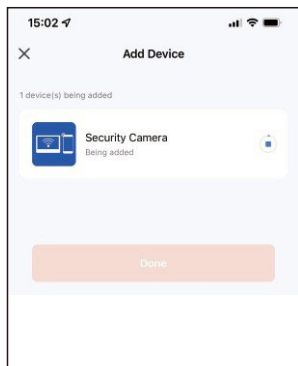 15:02
Add Device
1 device(s) being added
Security Camera
Being added
Done